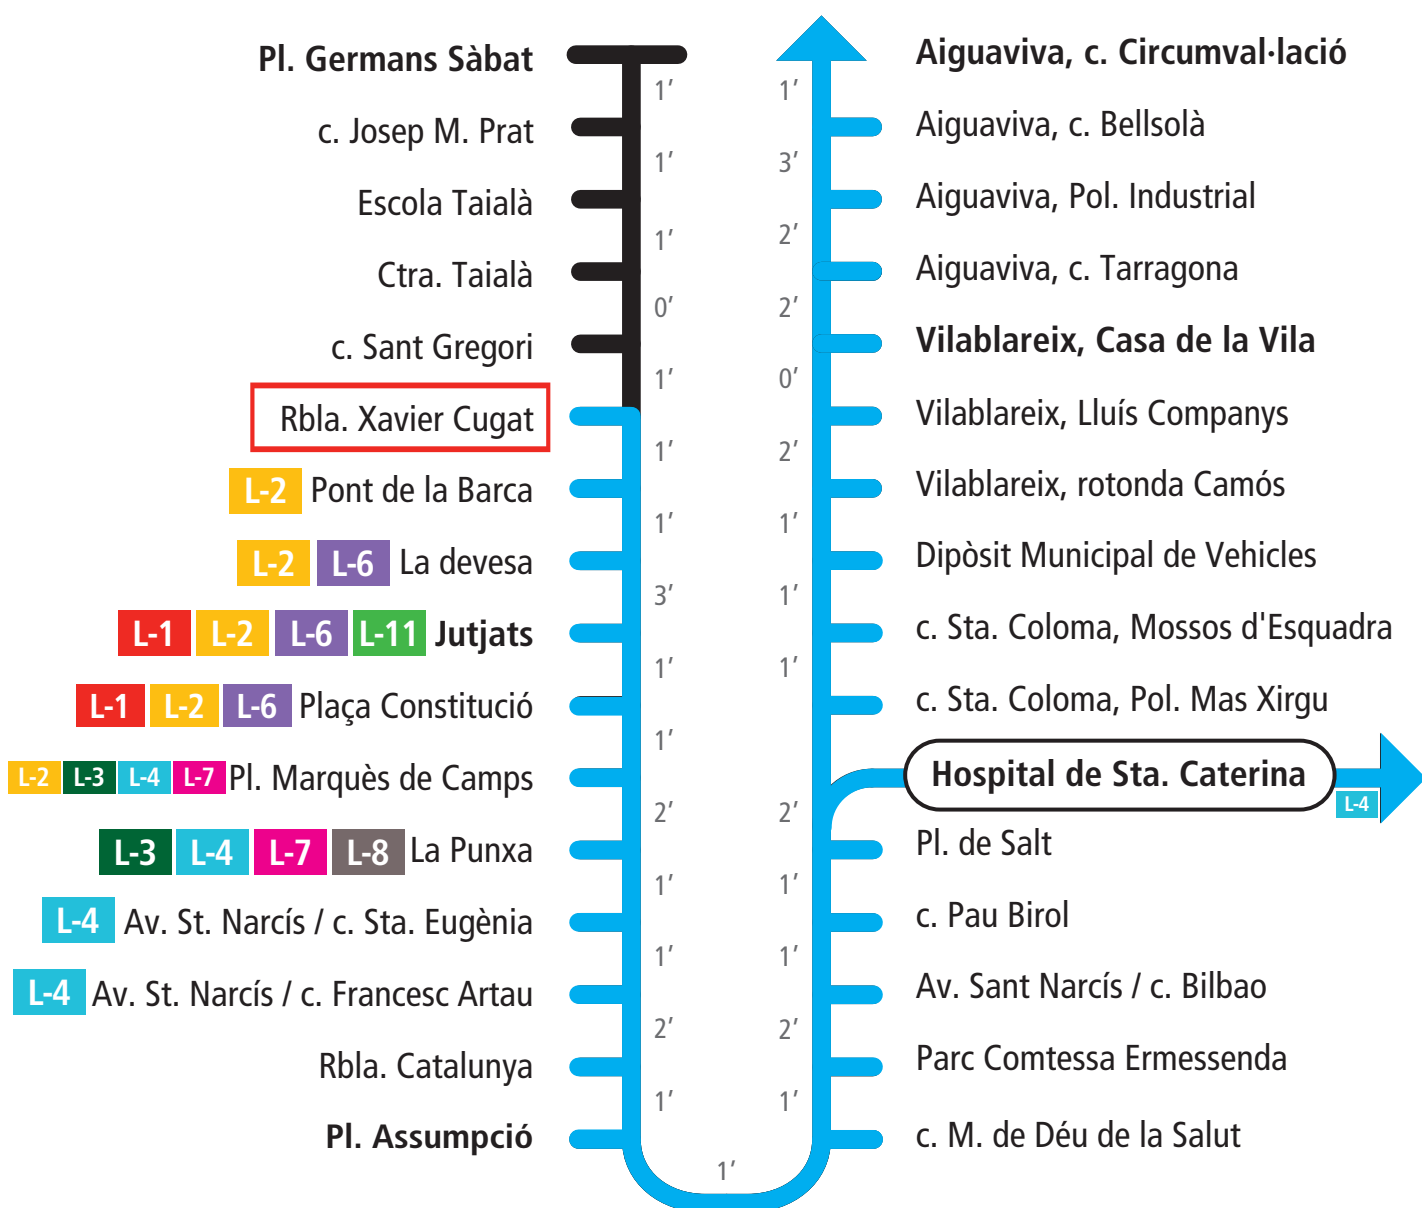 Pl. Germans Sàbat
1′
c. Josep M. Prat
1′
Escola Taialà
1′
Ctra. Taialà
0′
c. Sant Gregori
1′
Rbla. Xavier Cugat
1′
L-2 Pont de la Barca
1′
L-2 L-6 La devesa
3′
L-1 L-2 L-6 L-11 Jutjats
1′
L-1 L-2 L-6 Plaça Constitució
1′
L-2 L-3 L-4 L-7 Pl. Marquès de Camps
2′
L-3 L-4 L-7 L-8 La Punxa
1′
L-4 Av. St. Narcís / c. Sta. Eugènia
1′
L-4 Av. St. Narcís / c. Francesc Artau
2′
Rbla. Catalunya
1′
Pl. Assumpció
1′
Aiguaviva, c. Circumval·lació
1′
Aiguaviva, c. Bellsolà
3′
Aiguaviva, Pol. Industrial
2′
Aiguaviva, c. Tarragona
2′
Vilablareix, Casa de la Vila
0′
Vilablareix, Lluís Companys
2′
Vilablareix, rotonda Camós
1′
Dipòsit Municipal de Vehicles
1′
c. Sta. Coloma, Mossos d'Esquadra
1′
c. Sta. Coloma, Pol. Mas Xirgu
Hospital de Sta. Caterina
L-4
2′
Pl. de Salt
1′
c. Pau Birol
1′
Av. Sant Narcís / c. Bilbao
2′
Parc Comtessa Ermessenda
1′
c. M. de Déu de la Salut